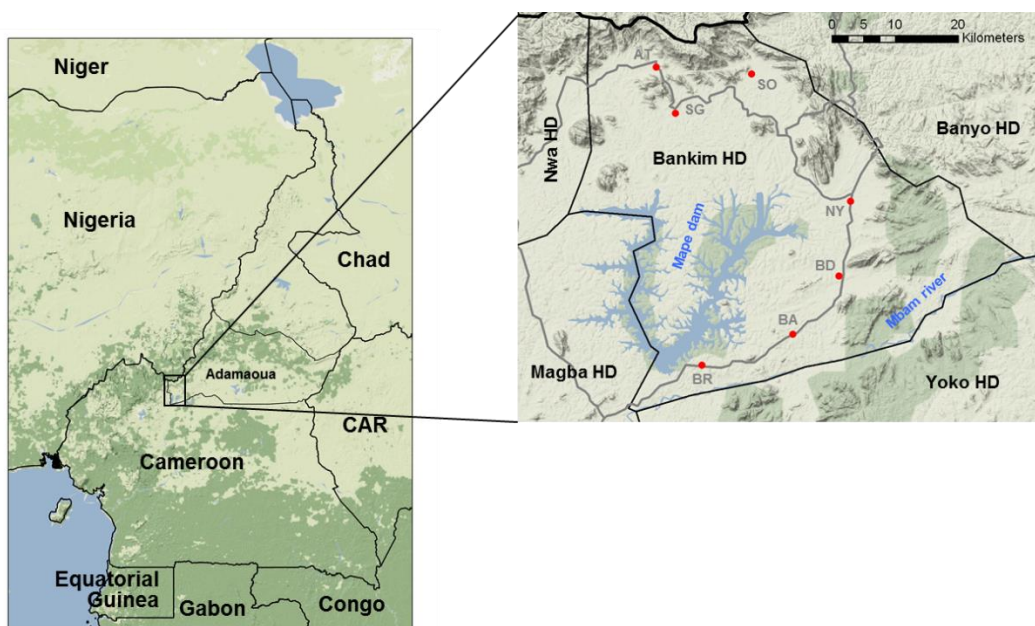 Niger
Nigeria
Chad
Adamaoua
CAR
Cameroon
Equatorial
Guinea
Gabon
Congo
0 5 10 20
Kilometers
AT
SO
SG
Nwa HD
Bankim HD
Banyo HD
NY
Mape dam
BD
Mbam river
BA
Magba HD
BR
Yoko HD